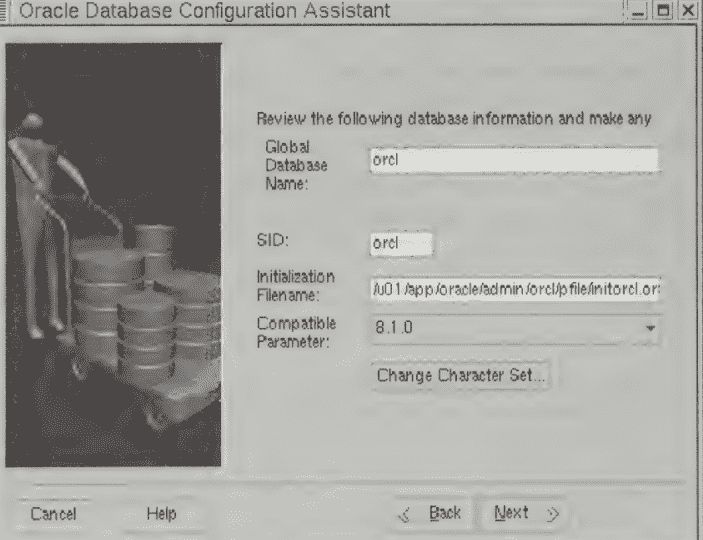 Oracle Database Configuration Assistant
Review the following database information and make any
Global
Database
Name:
orcl
SID:
orcl
Initialization
Filename:
/u01/app/oracle/admin/orcl/pfile/initorcl.or
Compatible
Parameter:
8.1.0
Change Character Set...
Cancel
Help
Back
Next